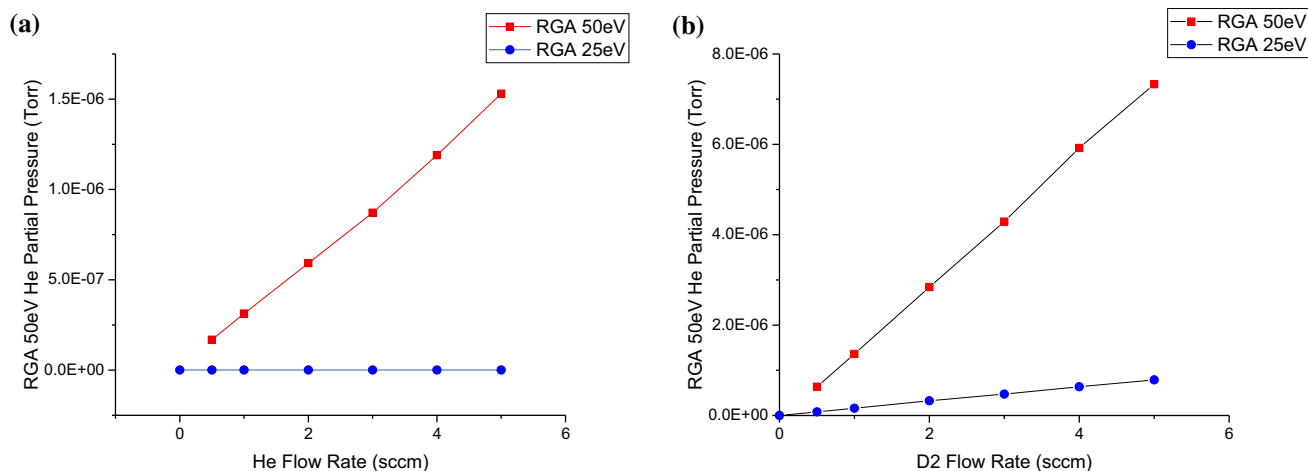 (a)
RGA 50eV
RGA 25eV
RGA 50eV He Partial Pressure (Torr)
1.5E-06
1.0E-06
5.0E-07
0.0E+00
0 2 4 6
He Flow Rate (sccm)
(b)
RGA 50eV
RGA 25eV
RGA 50eV He Partial Pressure (Torr)
8.0E-06
6.0E-06
4.0E-06
2.0E-06
0.0E+00
0 2 4 6
D2 Flow Rate (sccm)